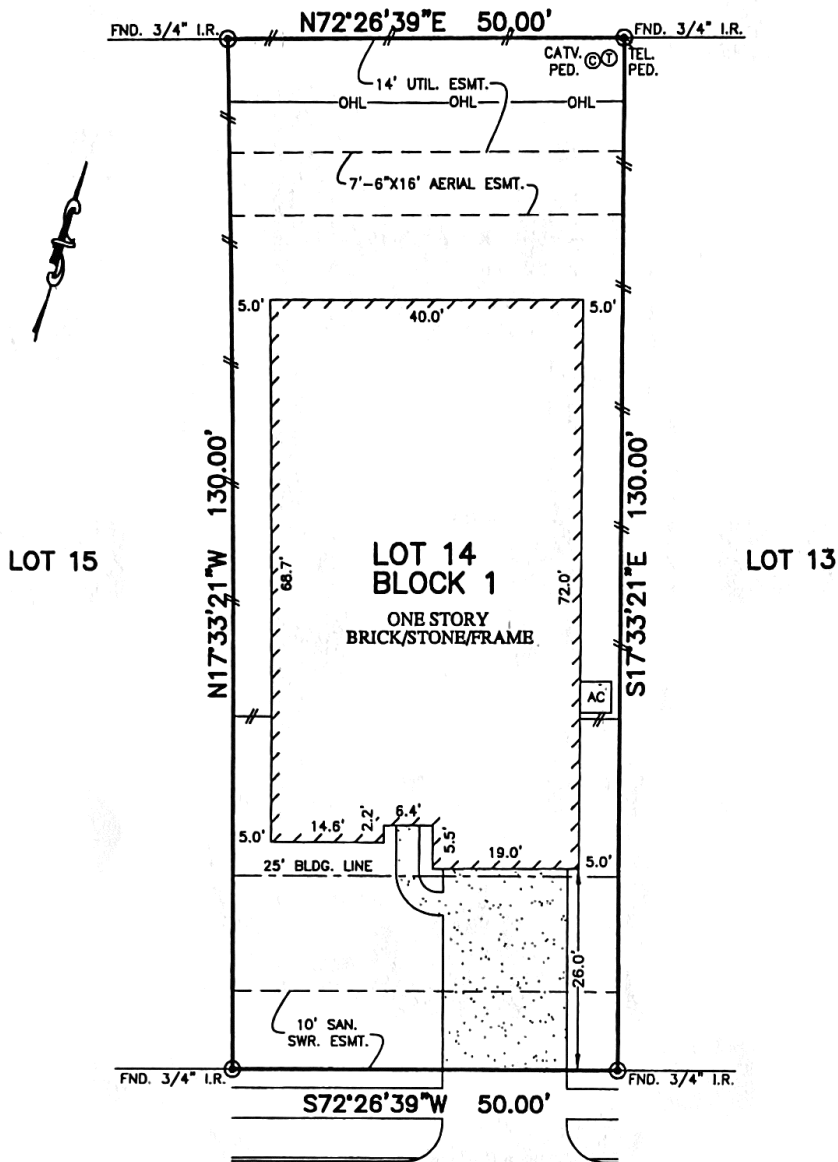 N72°26'39"E 50.00'
FND. 3/4" I.R.
FND. 3/4" I.R.
CATV. PED.
C T
TEL. PED.
14' UTIL. ESMT.
OHL OHL OHL
7'-6"X16' AERIAL ESMT.
5.0'
40.0'
5.0'
N17°33'21"W 130.00'
S17°33'21"E 130.00'
LOT 15
68.7'
LOT 14
BLOCK 1
72.0'
LOT 13
ONE STORY
BRICK/STONE/FRAME
AC
5.0'
14.6'
2.2'
6.4'
5.5'
19.0'
5.0'
25' BLDG. LINE
26.0'
10' SAN.
SWR. ESMT.
FND. 3/4" I.R.
FND. 3/4" I.R.
S72°26'39"W 50.00'